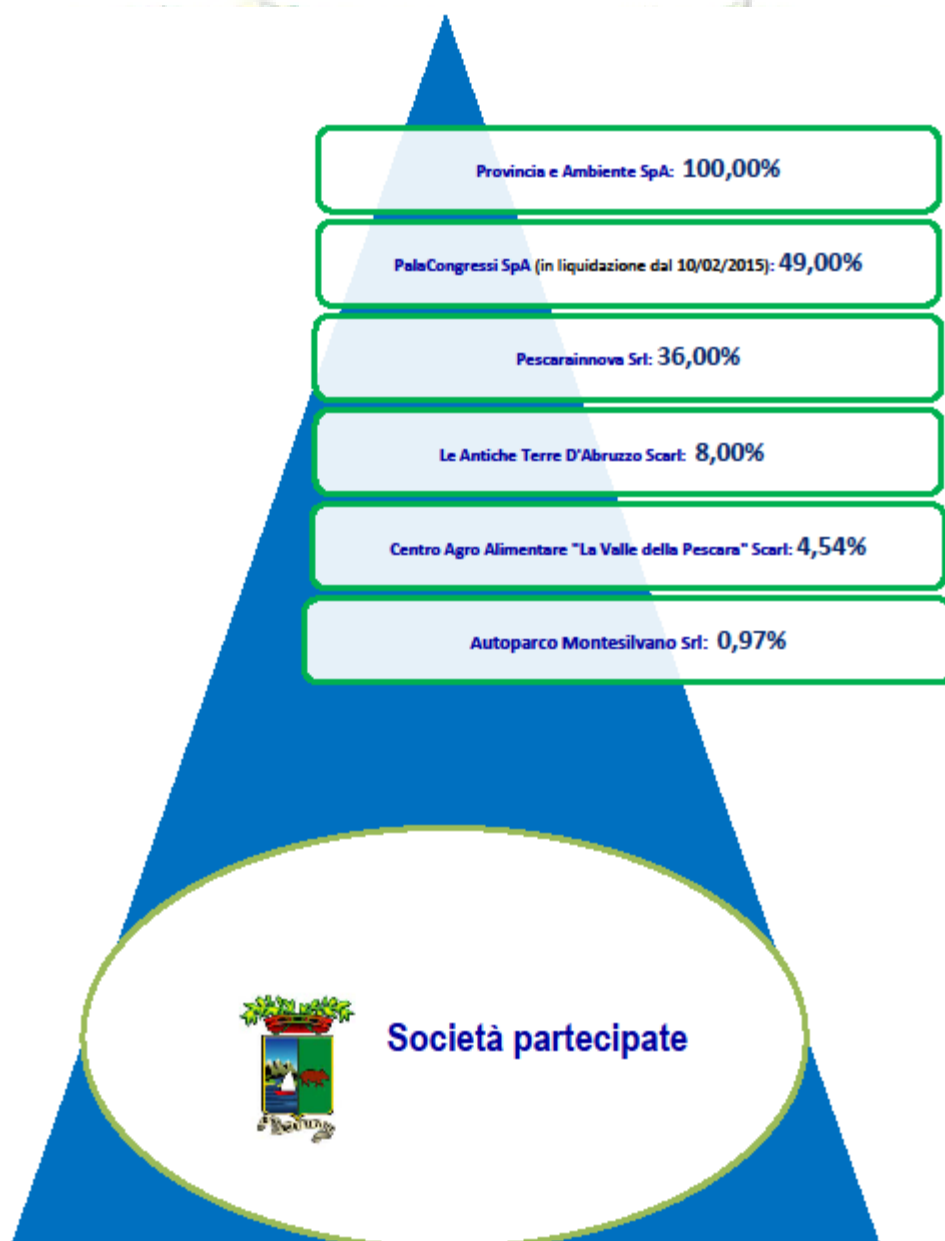 Provincia e Ambiente SpA: 100,00%
PalaCongressi SpA (in liquidazione dal 10/02/2015): 49,00%
Pescarainnova Srl: 36,00%
Le Antiche Terre D'Abruzzo Scarl: 8,00%
Centro Agro Alimentare "La Valle della Pescara" Scarl: 4,54%
Autoparco Montesilvano Srl: 0,97%
Società partecipate